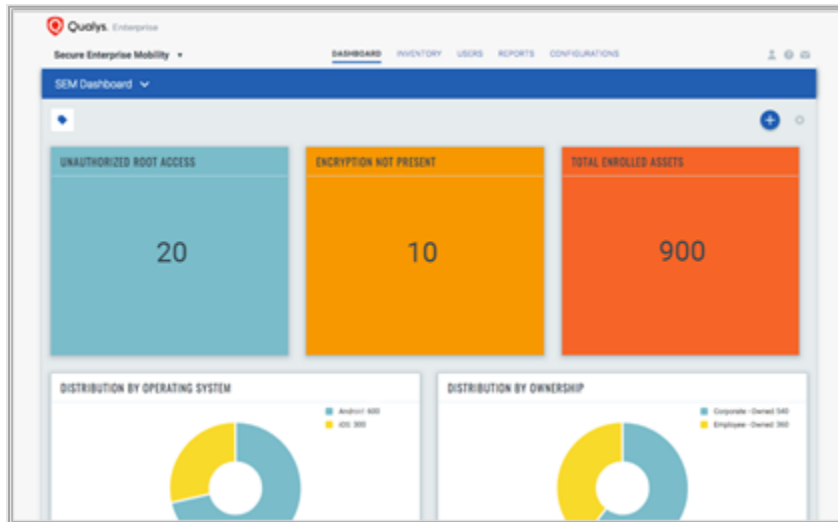 Qualys. Enterprise
Secure Enterprise Mobility
DASHBOARD INVENTORY USERS REPORTS CONFIGURATIONS
SEM Dashboard
UNAUTHORIZED ROOT ACCESS
20
ENCRYPTION NOT PRESENT
10
TOTAL ENROLLED ASSETS
900
DISTRIBUTION BY OPERATING SYSTEM
Android: 600
iOS: 300
DISTRIBUTION BY OWNERSHIP
Corporate - Owned: 540
Employee - Owned: 360